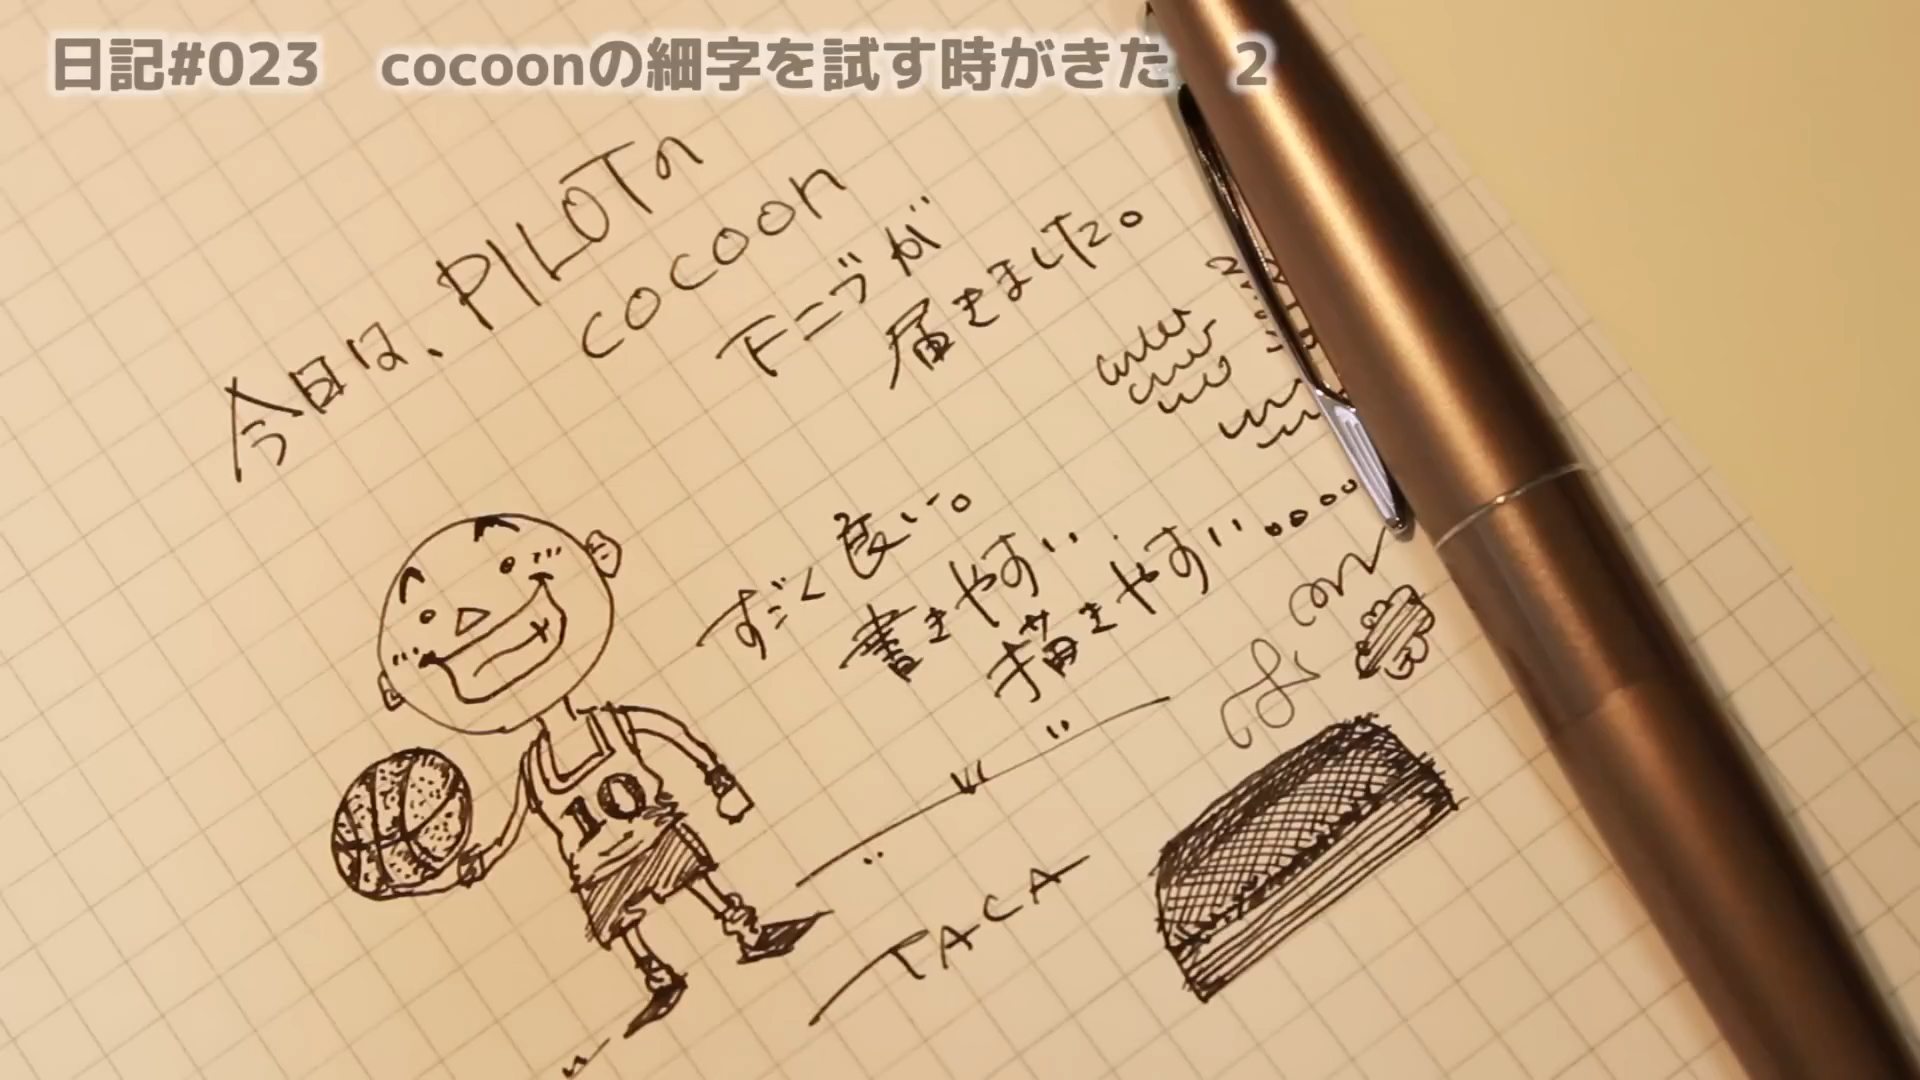 日記#023 cocoonの細字を試す時がきた 2
今日は、PILOTの
cocoon
Fニブが
届きました。
すごく良い。
書きやすい
描きやすい。。。。
10
TACA